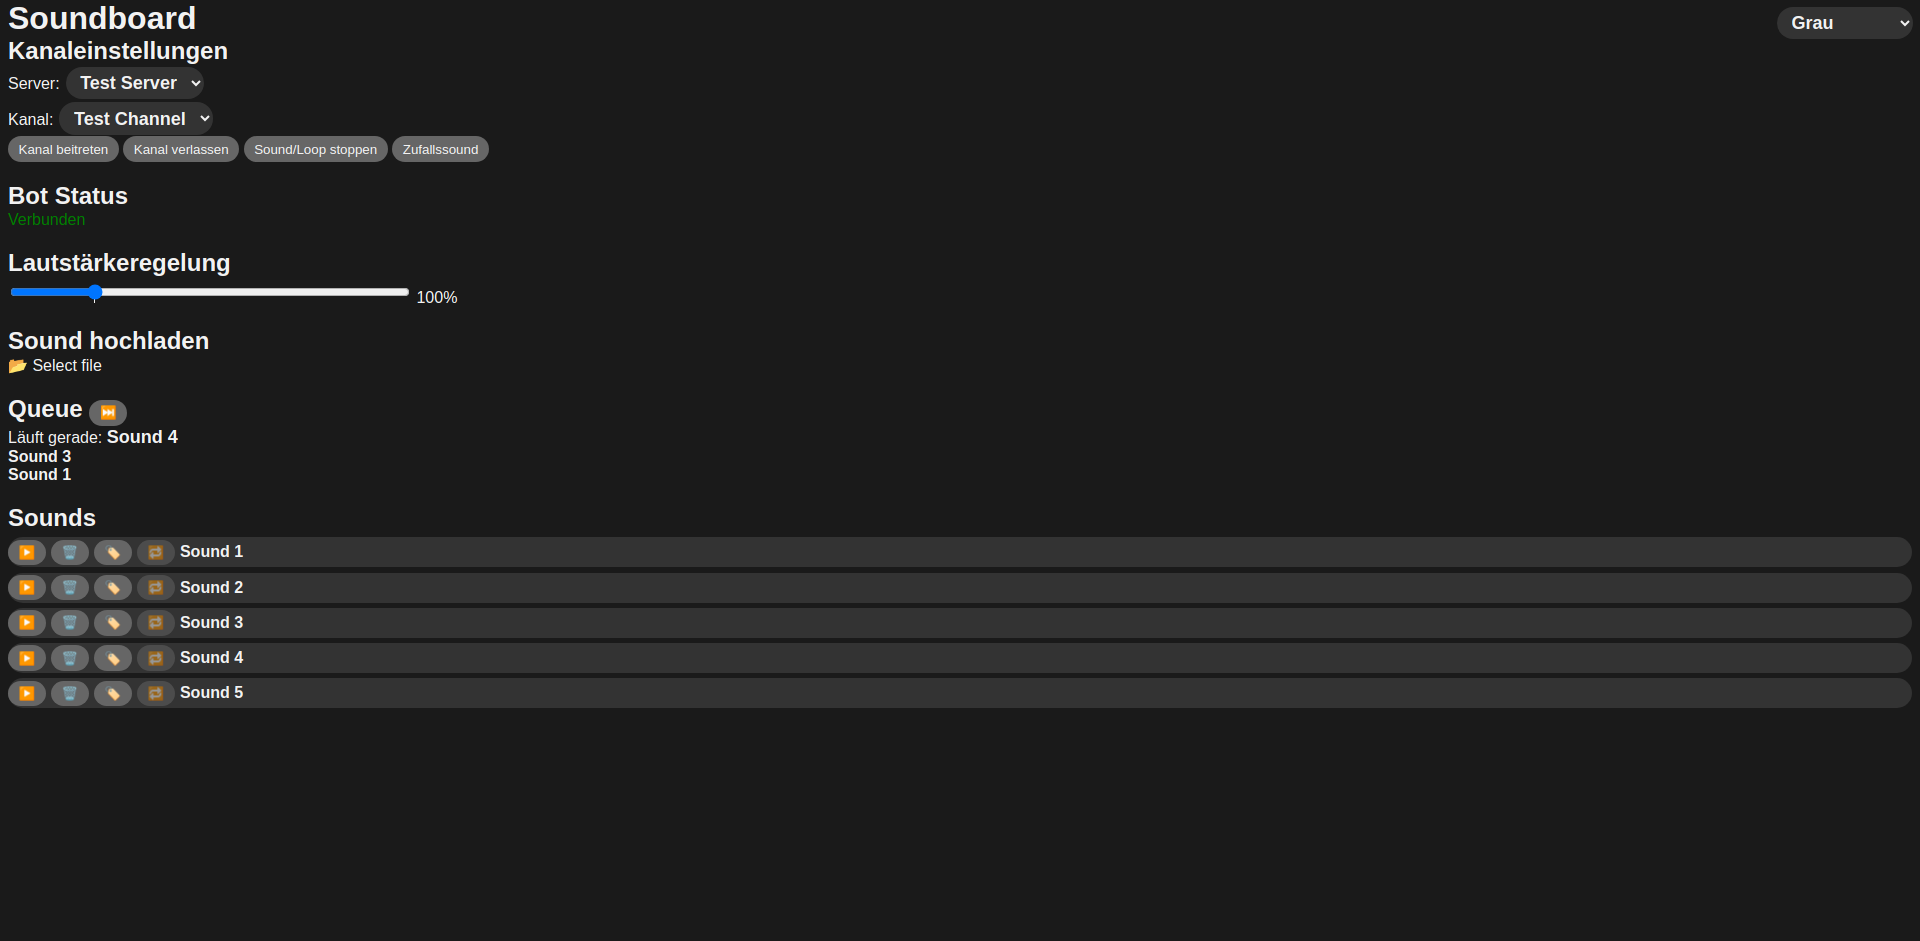 Soundboard
Grau
Kanaleinstellungen
Server: Test Server
Kanal: Test Channel
Kanal beitreten Kanal verlassen Sound/Loop stoppen Zufallssound
Bot Status
Verbunden
Lautstärkeregelung
100%
Sound hochladen
📂 Select file
Queue ⏭️
Läuft gerade: Sound 4
Sound 3
Sound 1
Sounds
▶️ 🗑️ 🏷️ 🔁 Sound 1
▶️ 🗑️ 🏷️ 🔁 Sound 2
▶️ 🗑️ 🏷️ 🔁 Sound 3
▶️ 🗑️ 🏷️ 🔁 Sound 4
▶️ 🗑️ 🏷️ 🔁 Sound 5